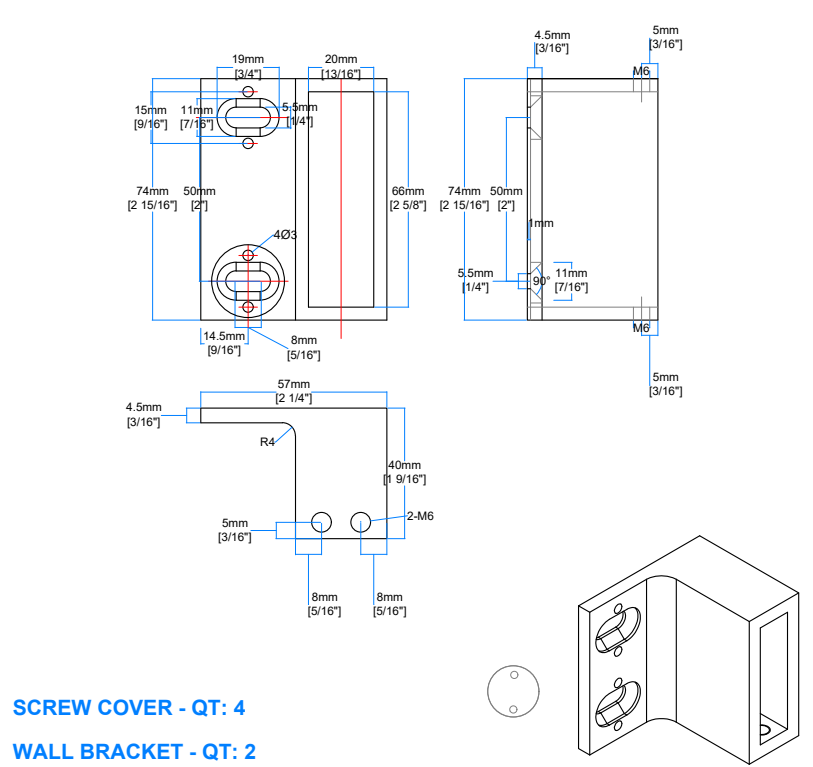 19mm
[3/4"]
20mm
[13/16"]
15mm
[9/16"]
11mm
[7/16"]
5.5mm
[1/4"]
74mm
[2 15/16"]
50mm
[2"]
66mm
[2 5/8"]
4Ø3
14.5mm
[9/16"]
8mm
[5/16"]
4.5mm
[3/16"]
5mm
[3/16"]
M6
74mm
[2 15/16"]
50mm
[2"]
1mm
5.5mm
[1/4"]
90°
11mm
[7/16"]
M6
5mm
[3/16"]
57mm
[2 1/4"]
4.5mm
[3/16"]
R4
40mm
[1 9/16"]
2-M6
5mm
[3/16"]
8mm
[5/16"]
8mm
[5/16"]
SCREW COVER - QT: 4
WALL BRACKET - QT: 2